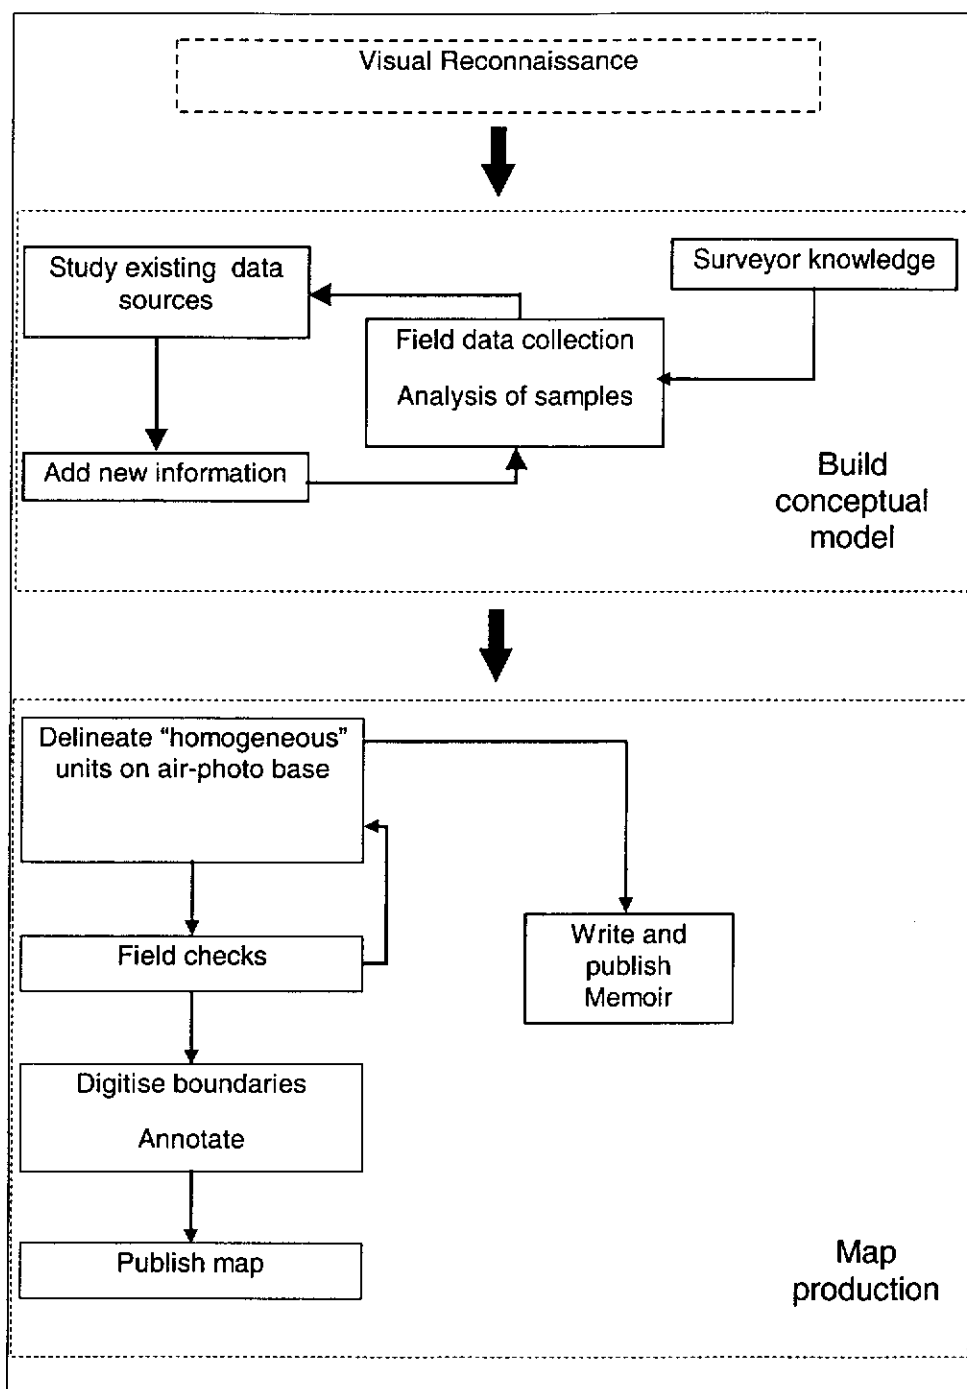 Visual Reconnaissance
Study existing data
sources
Surveyor knowledge
Field data collection
Analysis of samples
Add new information
Build
conceptual
model
Delineate “homogeneous”
units on air-photo base
Field checks
Write and
publish
Memoir
Digitise boundaries
Annotate
Publish map
Map
production